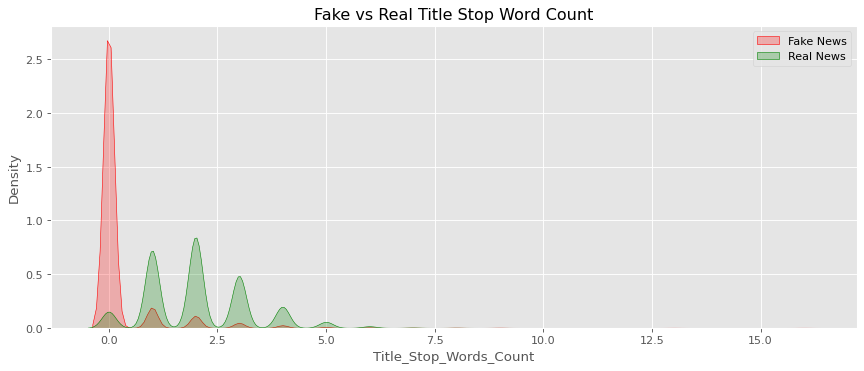 Fake vs Real Title Stop Word Count
Fake News
Real News
2.5
2.0
1.5
1.0
0.5
0.0
Density
0.0 2.5 5.0 7.5 10.0 12.5 15.0
Title_Stop_Words_Count